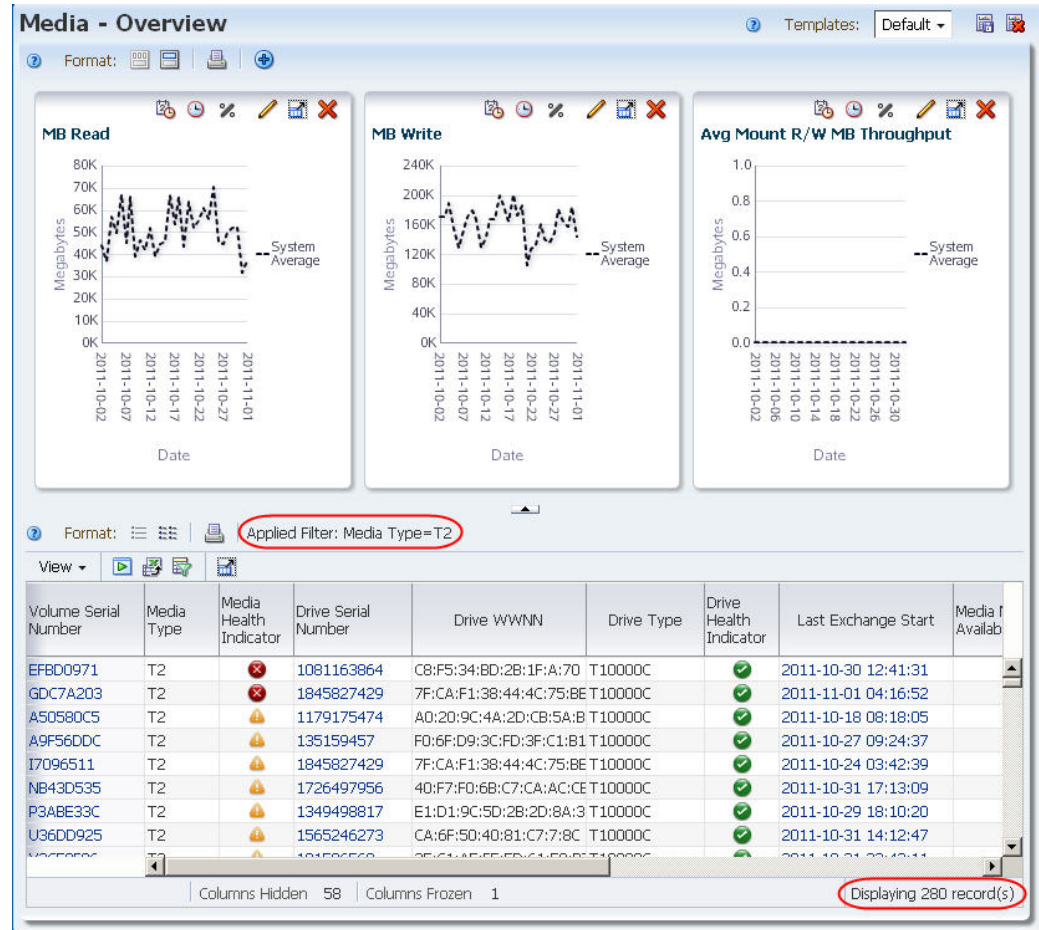 Media - Overview
Templates: Default
Format:
MB Read
80K
70K
60K
50K
40K
30K
20K
10K
0K
Megabytes
System
Average
2011-10-02
2011-10-07
2011-10-12
2011-10-17
2011-10-22
2011-10-27
2011-11-01
Date
MB Write
240K
200K
160K
120K
80K
40K
0K
Megabytes
System
Average
2011-10-02
2011-10-07
2011-10-12
2011-10-17
2011-10-22
2011-10-27
2011-11-01
Date
Avg Mount R/W MB Throughput
1.0
0.8
0.6
0.4
0.2
0.0
Megabytes
System
Average
2011-10-02
2011-10-06
2011-10-10
2011-10-14
2011-10-18
2011-10-22
2011-10-26
2011-10-30
Date
Format: Applied Filter: Media Type=T2
View
Volume Serial Number Media Type Media Health Indicator Drive Serial Number Drive WWNN Drive Type Drive Health Indicator Last Exchange Start Media Availab
EFBD0971 T2 1081163864 C8:F5:34:BD:2B:1F:A:70 T10000C 2011-10-30 12:41:31
GDC7A203 T2 1845827429 7F:CA:F1:38:44:4C:75:BE T10000C 2011-11-01 04:16:52
A50580C5 T2 1179175474 A0:20:9C:4A:2D:CB:5A:B T10000C 2011-10-18 08:18:05
A9F56DDC T2 135159457 F0:6F:D9:3C:FD:3F:C1:B1 T10000C 2011-10-27 09:24:37
I7096511 T2 1845827429 7F:CA:F1:38:44:4C:75:BE T10000C 2011-10-24 03:42:39
NB43D535 T2 1726497956 40:F7:F0:6B:C7:CA:AC:CE T10000C 2011-10-31 17:13:09
P3ABE33C T2 1349498817 E1:D1:9C:5D:2B:2D:8A:3 T10000C 2011-10-29 18:10:20
U36DD925 T2 1565246273 CA:6F:50:40:81:C7:7:8C T10000C 2011-10-31 14:12:47
Columns Hidden 58 Columns Frozen 1 Displaying 280 record(s)